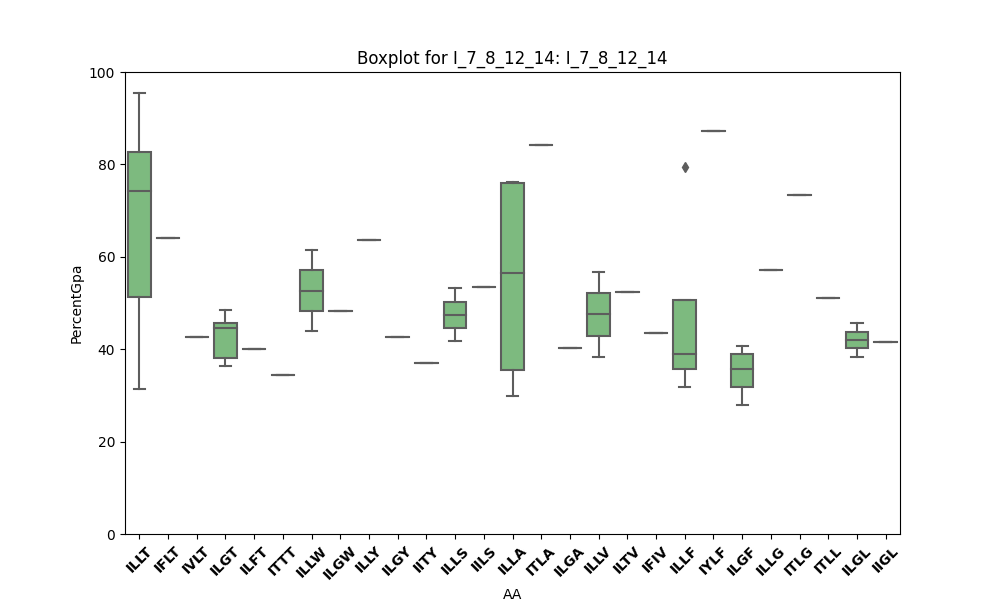 Boxplot for I_7_8_12_14: I_7_8_12_14
100
80
60
40
20
0
PercentGpa
ILLT IFLT IVLT ILGT ILFT ITTT ILLW ILGW ILLY ILGY IITY ILLS IILS ILLA ITLA ILGA ILLV ILTV IFIV ILLF IYLF ILGF ILLG ITLG ITLL ILGL IIGL
AA